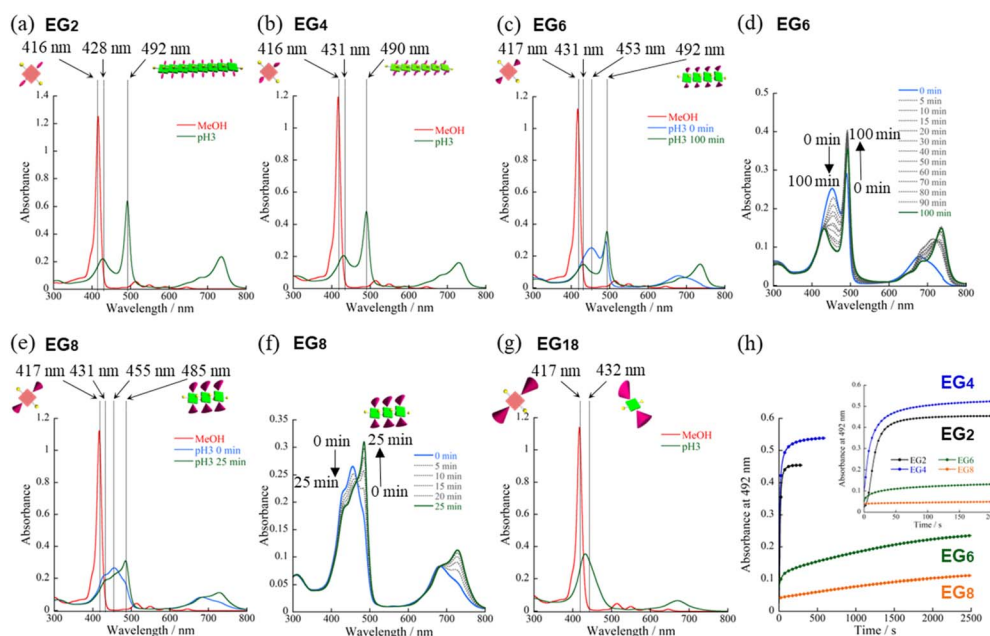 (a) EG2
416 nm 428 nm 492 nm
1.4
1.2
1
0.8
0.6
0.4
0.2
0
Absorbance
MeOH
pH3
300 400 500 600 700 800
Wavelength / nm
(b) EG4
416 nm 431 nm 490 nm
1.4
1.2
1
0.8
0.6
0.4
0.2
0
Absorbance
MeOH
pH3
300 400 500 600 700 800
Wavelength / nm
(c) EG6
417 nm 431 nm 453 nm 492 nm
1.2
1
0.8
0.6
0.4
0.2
0
Absorbance
MeOH
pH3 0 min
pH3 100 min
300 400 500 600 700 800
Wavelength / nm
(d) EG6
0.5
0.4
0.3
0.2
0.1
0
Absorbance
0 min
100 min
100 min
0 min
0 min
5 min
10 min
15 min
20 min
30 min
40 min
50 min
60 min
70 min
80 min
90 min
100 min
300 400 500 600 700 800
Wavelength / nm
(e) EG8
417 nm 431 nm 455 nm 485 nm
1.2
1
0.8
0.6
0.4
0.2
0
Absorbance
MeOH
pH3 0 min
pH3 25 min
300 400 500 600 700 800
Wavelength / nm
(f) EG8
0.35
0.3
0.25
0.2
0.15
0.1
0.05
0
Absorbance
0 min
25 min
25 min
0 min
0 min
5 min
10 min
15 min
20 min
25 min
300 400 500 600 700 800
Wavelength / nm
(g) EG18
417 nm 432 nm
1.2
1
0.8
0.6
0.4
0.2
0
Absorbance
MeOH
pH3
300 400 500 600 700 800
Wavelength / nm
(h)
0.6
0.5
0.4
0.3
0.2
0.1
0
Absorbance at 492 nm
0.6
0.5
0.4
0.3
0.2
0.1
0
Absorbance at 492 nm
EG2 EG6
EG4 EG8
0 50 100 150 200
Time / s
EG4
EG2
EG6
EG8
0 500 1000 1500 2000 2500
Time / s